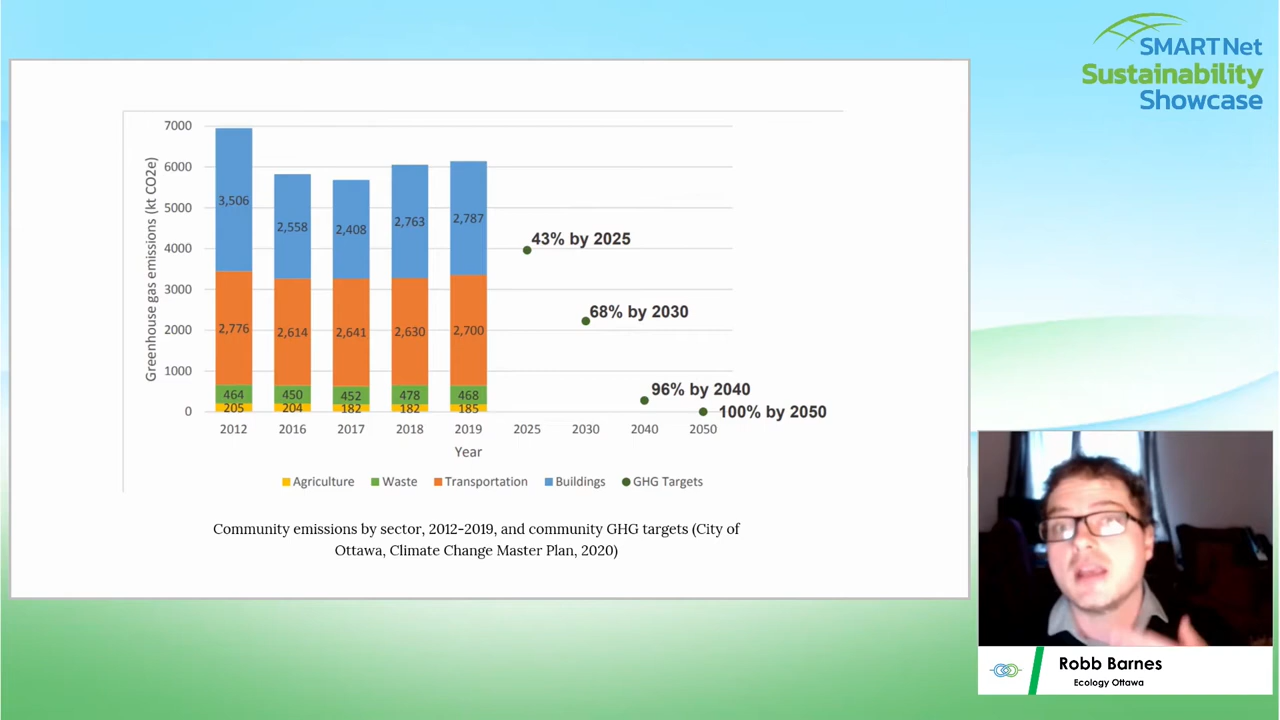 SMARTNet
Sustainability
Showcase
Greenhouse gas emissions (kt CO2e)
7000
6000
5000
4000
3000
2000
1000
0
3,506
2,558
2,408
2,763
2,787
2,776
2,614
2,641
2,630
2,700
464
450
452
478
468
205
204
182
182
185
43% by 2025
68% by 2030
96% by 2040
100% by 2050
2012 2016 2017 2018 2019 2025 2030 2040 2050
Year
Agriculture Waste Transportation Buildings GHG Targets
Community emissions by sector, 2012-2019, and community GHG targets (City of
Ottawa, Climate Change Master Plan, 2020)
Robb Barnes
Ecology Ottawa